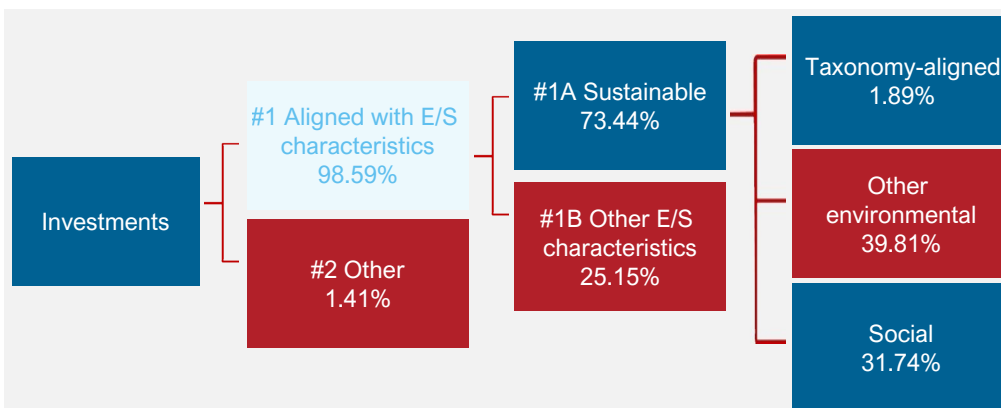 Investments
#1 Aligned with E/S
characteristics
98.59%
#2 Other
1.41%
#1A Sustainable
73.44%
#1B Other E/S
characteristics
25.15%
Taxonomy-aligned
1.89%
Other
environmental
39.81%
Social
31.74%